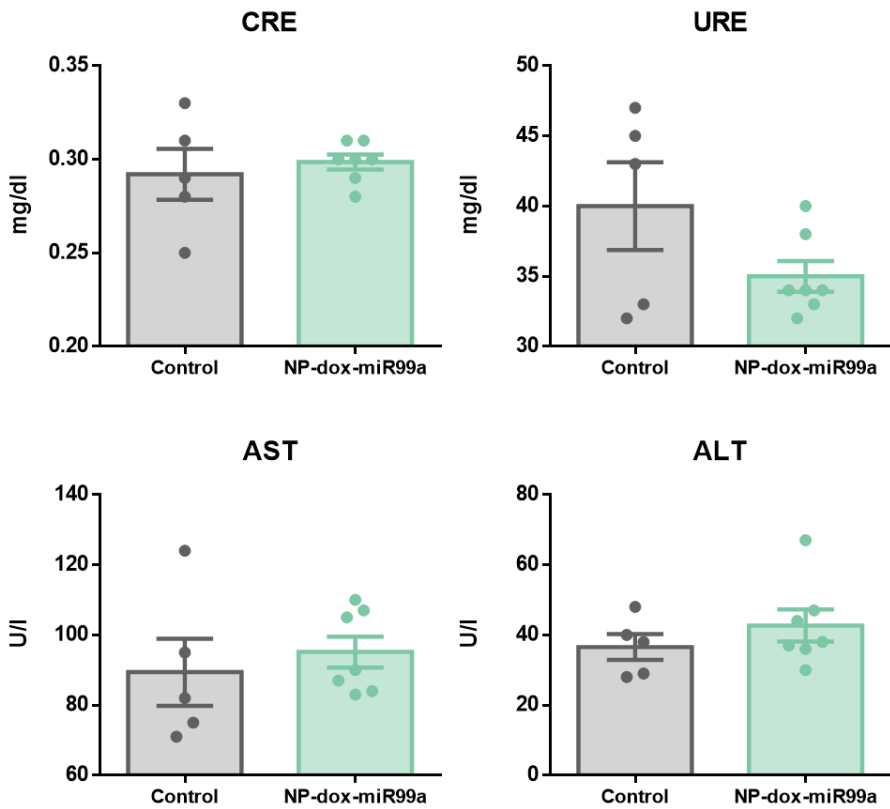 CRE
mg/dl
0.35
0.30
0.25
0.20
Control
NP-dox-miR99a
URE
mg/dl
50
45
40
35
30
Control
NP-dox-miR99a
AST
U/l
140
120
100
80
60
Control
NP-dox-miR99a
ALT
U/l
80
60
40
20
0
Control
NP-dox-miR99a